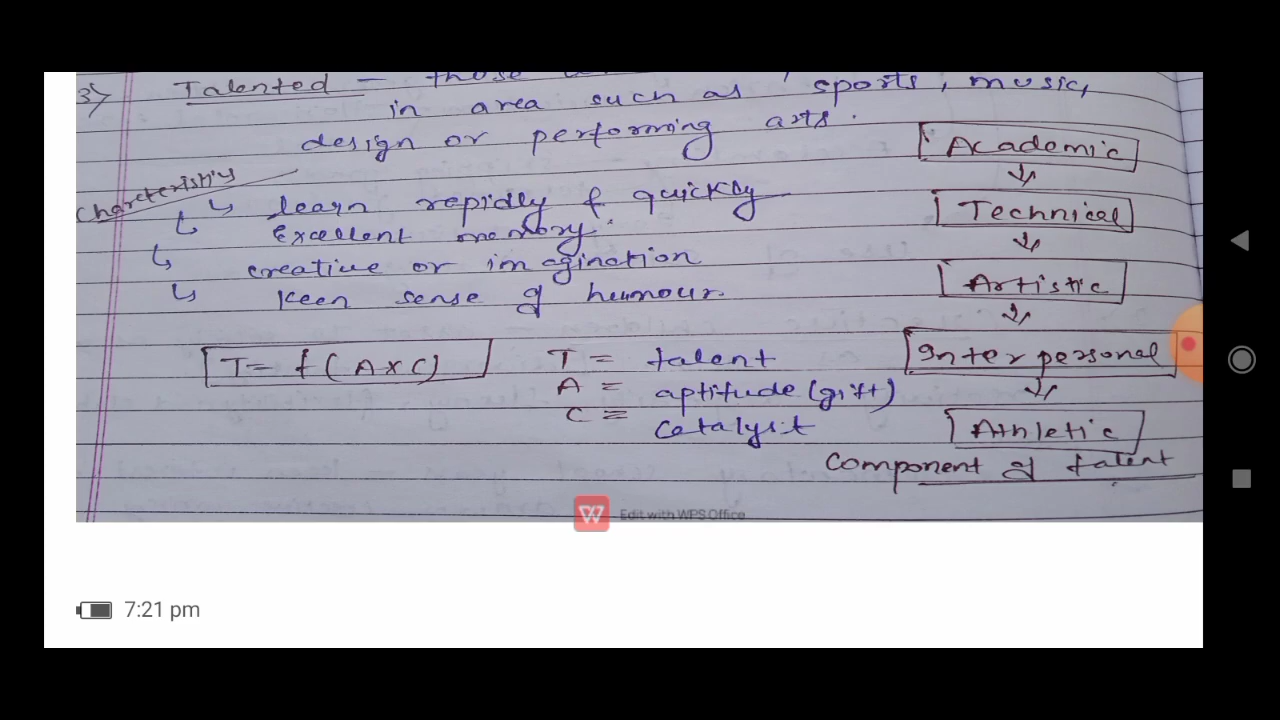 3) Talented - those
in area such as sports, music,
design or performing arts.
Charcteristics
↳ learn repidly & quickly
↳ Excellent memory.
↳ creative or imagination
↳ Keen sense of humour.
T = f(A×C)
T = talent
A = aptitude (gift)
C = Catalyst
Academic
↓
Technical
↓
Artistic
↓
Interpersonal
↓
Athletic
Component of talent
W Edit with WPS Office
7:21 pm